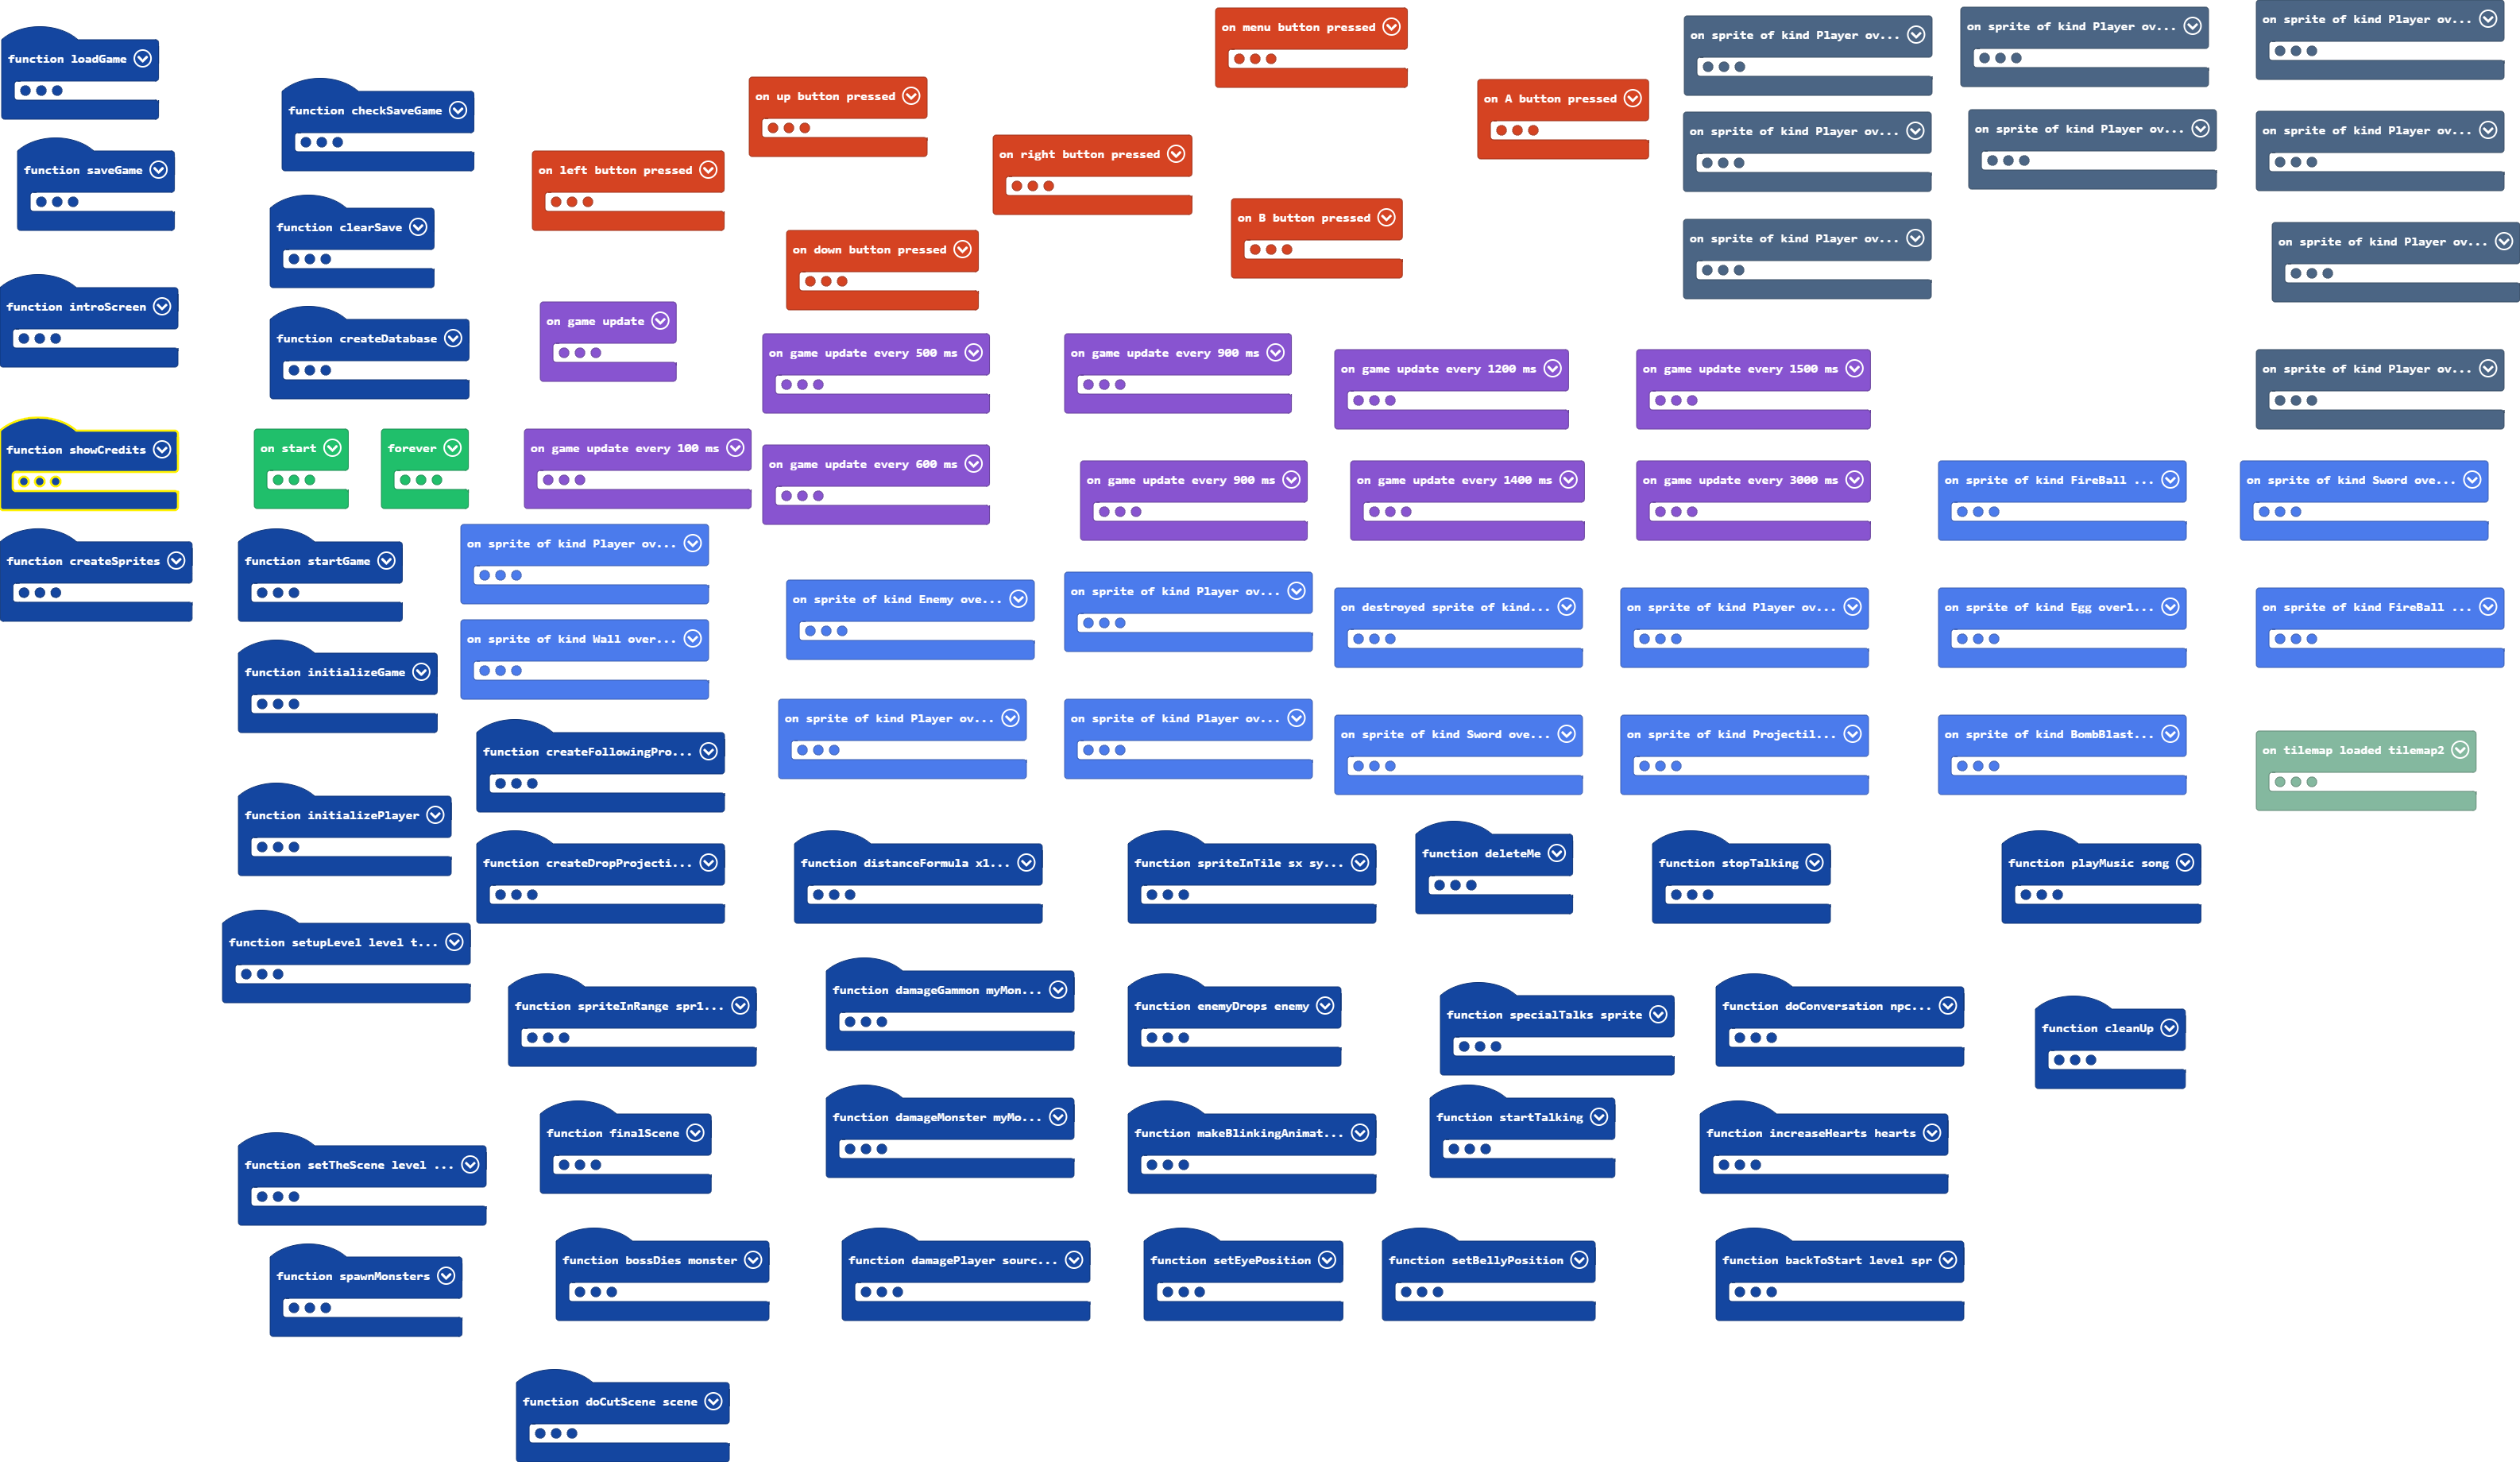 on menu button pressed
on sprite of kind Player ov...
on sprite of kind Player ov...
on sprite of kind Player ov...
function loadGame
function checkSaveGame
on up button pressed
on A button pressed
on sprite of kind Player ov...
on sprite of kind Player ov...
on sprite of kind Player ov...
function saveGame
on left button pressed
on right button pressed
function clearSave
on down button pressed
on B button pressed
on sprite of kind Player ov...
on sprite of kind Player ov...
function introScreen
function createDatabase
on game update
on game update every 500 ms
on game update every 900 ms
on game update every 1200 ms
on game update every 1500 ms
on sprite of kind Player ov...
function showCredits
on start
forever
on game update every 100 ms
on game update every 600 ms
on game update every 900 ms
on game update every 1400 ms
on game update every 3000 ms
on sprite of kind FireBall ...
on sprite of kind Sword ove...
function createSprites
function startGame
on sprite of kind Player ov...
on sprite of kind Enemy ove...
on sprite of kind Player ov...
on destroyed sprite of kind...
on sprite of kind Player ov...
on sprite of kind Egg overl...
on sprite of kind FireBall ...
function initializeGame
on sprite of kind Wall over...
on sprite of kind Player ov...
on sprite of kind Player ov...
on sprite of kind Sword ove...
on sprite of kind Projectil...
on sprite of kind BombBlast...
on tilemap loaded tilemap2
function createFollowingPro...
function initializePlayer
function createDropProjecti...
function distanceFormula x1...
function spriteInTile sx sy...
function deleteMe
function stopTalking
function playMusic song
function setupLevel level t...
function spriteInRange spr1...
function damageGammon myMon...
function enemyDrops enemy
function specialTalks sprite
function doConversation npc...
function cleanUp
function setTheScene level ...
function finalScene
function damageMonster myMo...
function makeBlinkingAnimat...
function startTalking
function increaseHearts hearts
function spawnMonsters
function bossDies monster
function damagePlayer sourc...
function setEyePosition
function setBellyPosition
function backToStart level spr
function doCutScene scene